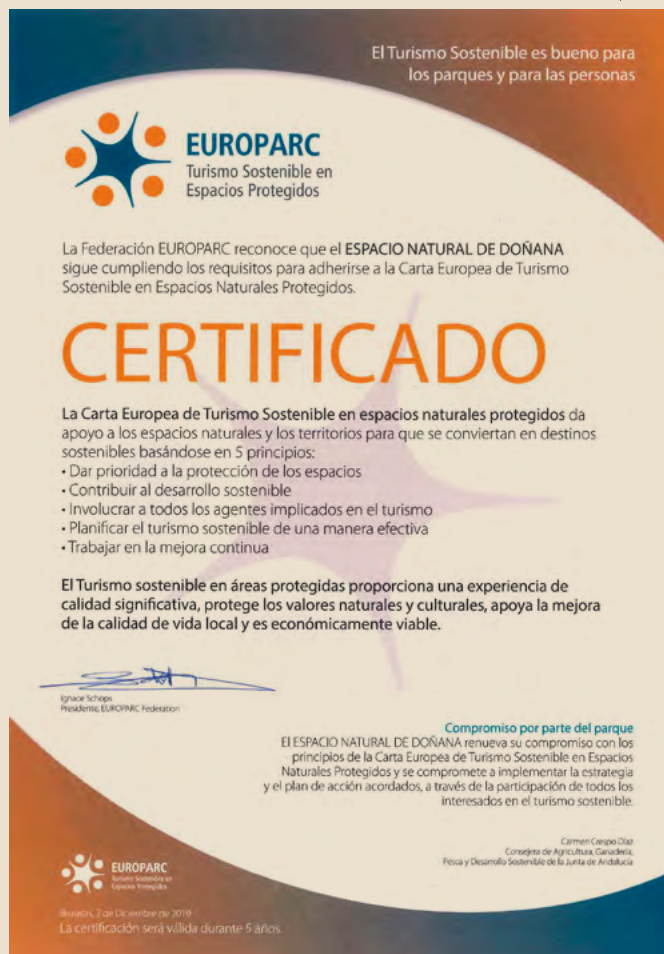 El Turismo Sostenible es bueno para
los parques y para las personas
EUROPARC
Turismo Sostenible en
Espacios Protegidos
La Federación EUROPARC reconoce que el ESPACIO NATURAL DE DOÑANA
sigue cumpliendo los requisitos para adherirse a la Carta Europea de Turismo
Sostenible en Espacios Naturales Protegidos.
CERTIFICADO
La Carta Europea de Turismo Sostenible en espacios naturales protegidos da
apoyo a los espacios naturales y los territorios para que se conviertan en destinos
sostenibles basándose en 5 principios:
• Dar prioridad a la protección de los espacios
• Contribuir al desarrollo sostenible
• Involucrar a todos los agentes implicados en el turismo
• Planificar el turismo sostenible de una manera efectiva
• Trabajar en la mejora continua
El Turismo sostenible en áreas protegidas proporciona una experiencia de
calidad significativa, protege los valores naturales y culturales, apoya la mejora
de la calidad de vida local y es económicamente viable.
Ignace Schops
Presidente, EUROPARC Federation
Compromiso por parte del parque
El ESPACIO NATURAL DE DOÑANA renueva su compromiso con los
principios de la Carta Europea de Turismo Sostenible en Espacios
Naturales Protegidos y se compromete a implementar la estrategia
y el plan de acción acordados, a través de la participación de todos los
interesados en el turismo sostenible.
Carmen Crespo Díaz
Consejera de Agricultura, Ganadería,
Pesca y Desarrollo Sostenible de la Junta de Andalucía
EUROPARC
Turismo Sostenible en
Espacios Protegidos
Bruselas, 2 de Diciembre de 2019
La certificación será válida durante 5 años.